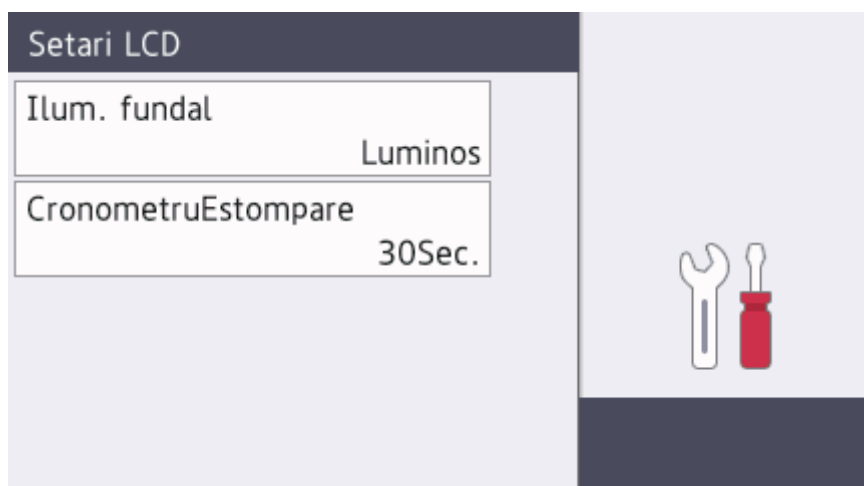 Setari LCD
Ilum. fundal
Luminos
CronometruEstompare
30Sec.